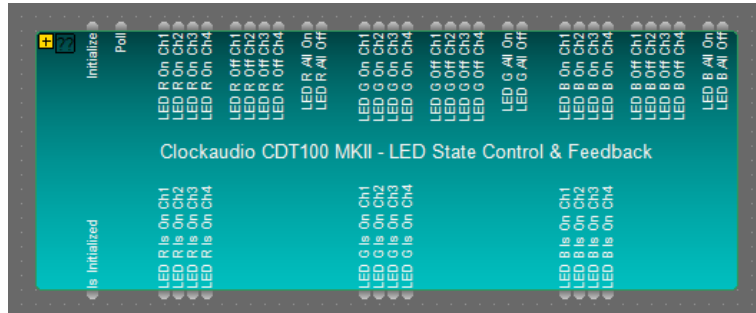 + ??
Initialize
Poll
LED R On Ch1
LED R On Ch2
LED R On Ch3
LED R On Ch4
LED R Off Ch1
LED R Off Ch2
LED R Off Ch3
LED R Off Ch4
LED R All On
LED R All Off
LED G On Ch1
LED G On Ch2
LED G On Ch3
LED G On Ch4
LED G Off Ch1
LED G Off Ch2
LED G Off Ch3
LED G Off Ch4
LED G All On
LED G All Off
LED B On Ch1
LED B On Ch2
LED B On Ch3
LED B On Ch4
LED B Off Ch1
LED B Off Ch2
LED B Off Ch3
LED B Off Ch4
LED B All On
LED B All Off
Clockaudio CDT100 MKII - LED State Control & Feedback
Is Initialized
LED R Is On Ch1
LED R Is On Ch2
LED R Is On Ch3
LED R Is On Ch4
LED G Is On Ch1
LED G Is On Ch2
LED G Is On Ch3
LED G Is On Ch4
LED B Is On Ch1
LED B Is On Ch2
LED B Is On Ch3
LED B Is On Ch4